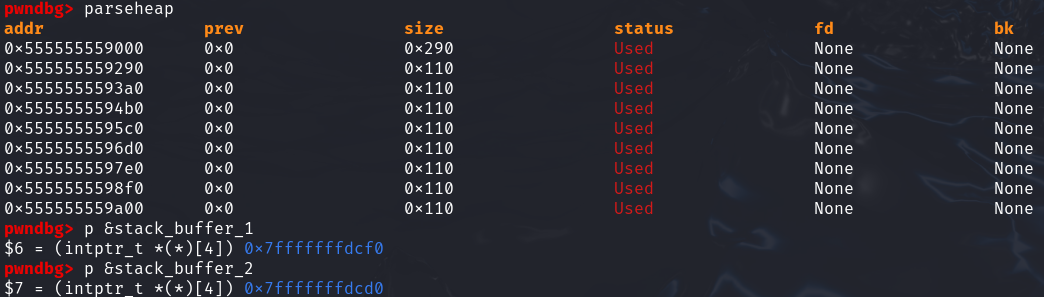 pwndbg> parseheap
addr prev size status fd bk
0x555555559000 0x0 0x290 Used None None
0x555555559290 0x0 0x110 Used None None
0x5555555593a0 0x0 0x110 Used None None
0x5555555594b0 0x0 0x110 Used None None
0x5555555595c0 0x0 0x110 Used None None
0x5555555596d0 0x0 0x110 Used None None
0x5555555597e0 0x0 0x110 Used None None
0x5555555598f0 0x0 0x110 Used None None
0x555555559a00 0x0 0x110 Used None None
pwndbg> p &stack_buffer_1
$6 = (intptr_t *(*)[4]) 0x7fffffffdcf0
pwndbg> p &stack_buffer_2
$7 = (intptr_t *(*)[4]) 0x7fffffffdcd0